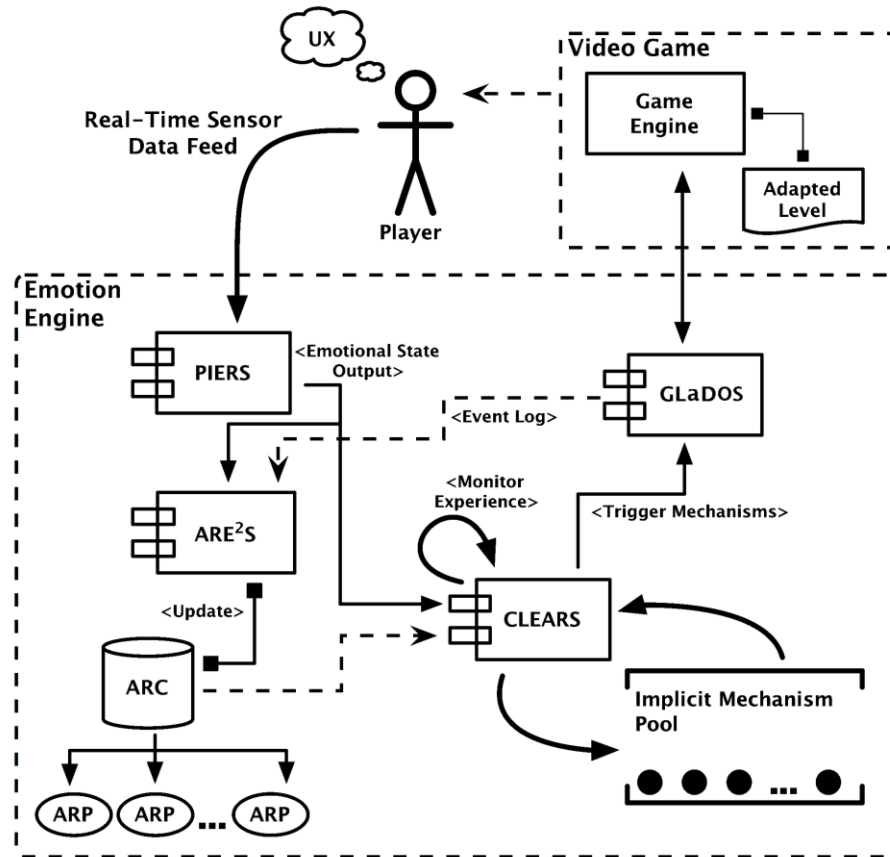 UX
Video Game
Game
Engine
Adapted
Level
Real-Time Sensor
Data Feed
Player
Emotion
Engine
PIERS
<Emotional State
Output>
GLaDOS
<Event Log>
<Monitor
Experience>
<Trigger Mechanisms>
ARE²S
<Update>
CLEARS
ARC
Implicit Mechanism
Pool
...
ARP
ARP
...
ARP